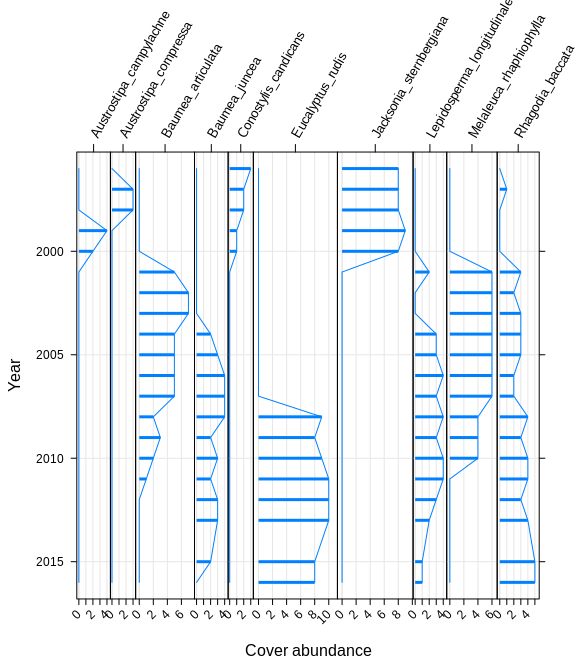 Austrostipa_campylachne
Austrostipa_compressa
Baumea_articulata
Baumea_juncea
Conostylis_candicans
Eucalyptus_rudis
Jacksonia_sternbergiana
Lepidosperma_longitudinale
Melaleuca_rhaphiophylla
Rhagodia_baccata
2000
2005
2010
2015
Year
0 2 4 0 2 0 2 4 6 0 2 4 0 2 0 2 4 6 8 10 0 2 4 6 8 0 2 4 0 2 4 6 0 2 4
Cover abundance